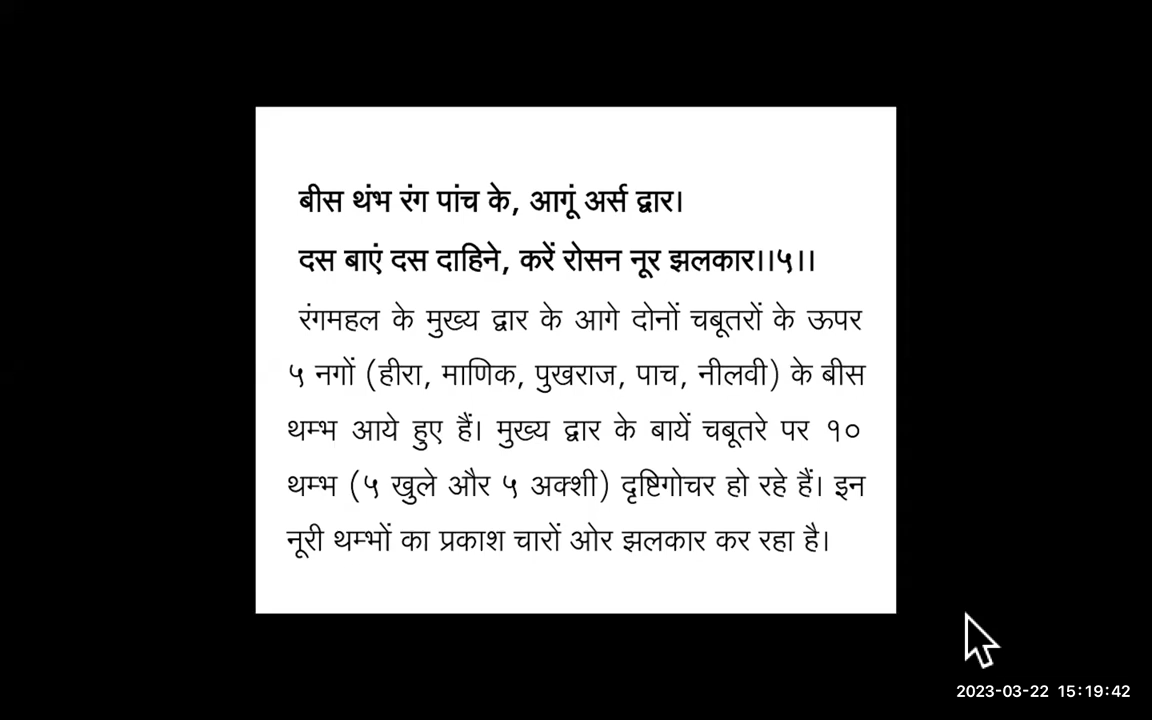 बीस थंभ रंग पांच के, आगूं अर्स द्वार।
दस बाएं दस दाहिने, करें रोसन नूर झलकार।।५।।
रंगमहल के मुख्य द्वार के आगे दोनों चबूतरों के ऊपर
५ नगों (हीरा, माणिक, पुखराज, पाच, नीलवी) के बीस
थम्भ आये हुए हैं। मुख्य द्वार के बायें चबूतरे पर १०
थम्भ (५ खुले और ५ अक्शी) दृष्टिगोचर हो रहे हैं। इन
नूरी थम्भों का प्रकाश चारों ओर झलकार कर रहा है।
2023-03-22 15:19:42